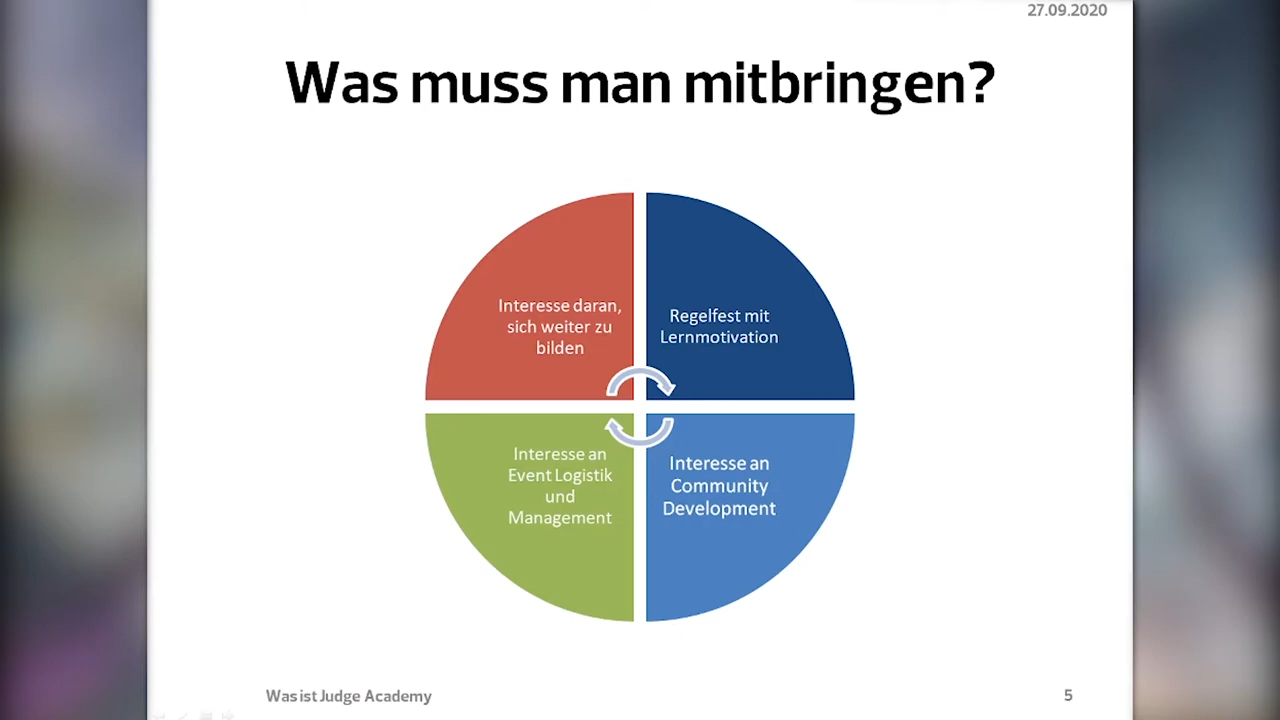 27.09.2020
Was muss man mitbringen?
Interesse daran,
sich weiter zu
bilden
Regelfest mit
Lernmotivation
Interesse an
Event Logistik
und
Management
Interesse an
Community
Development
Was ist Judge Academy
5